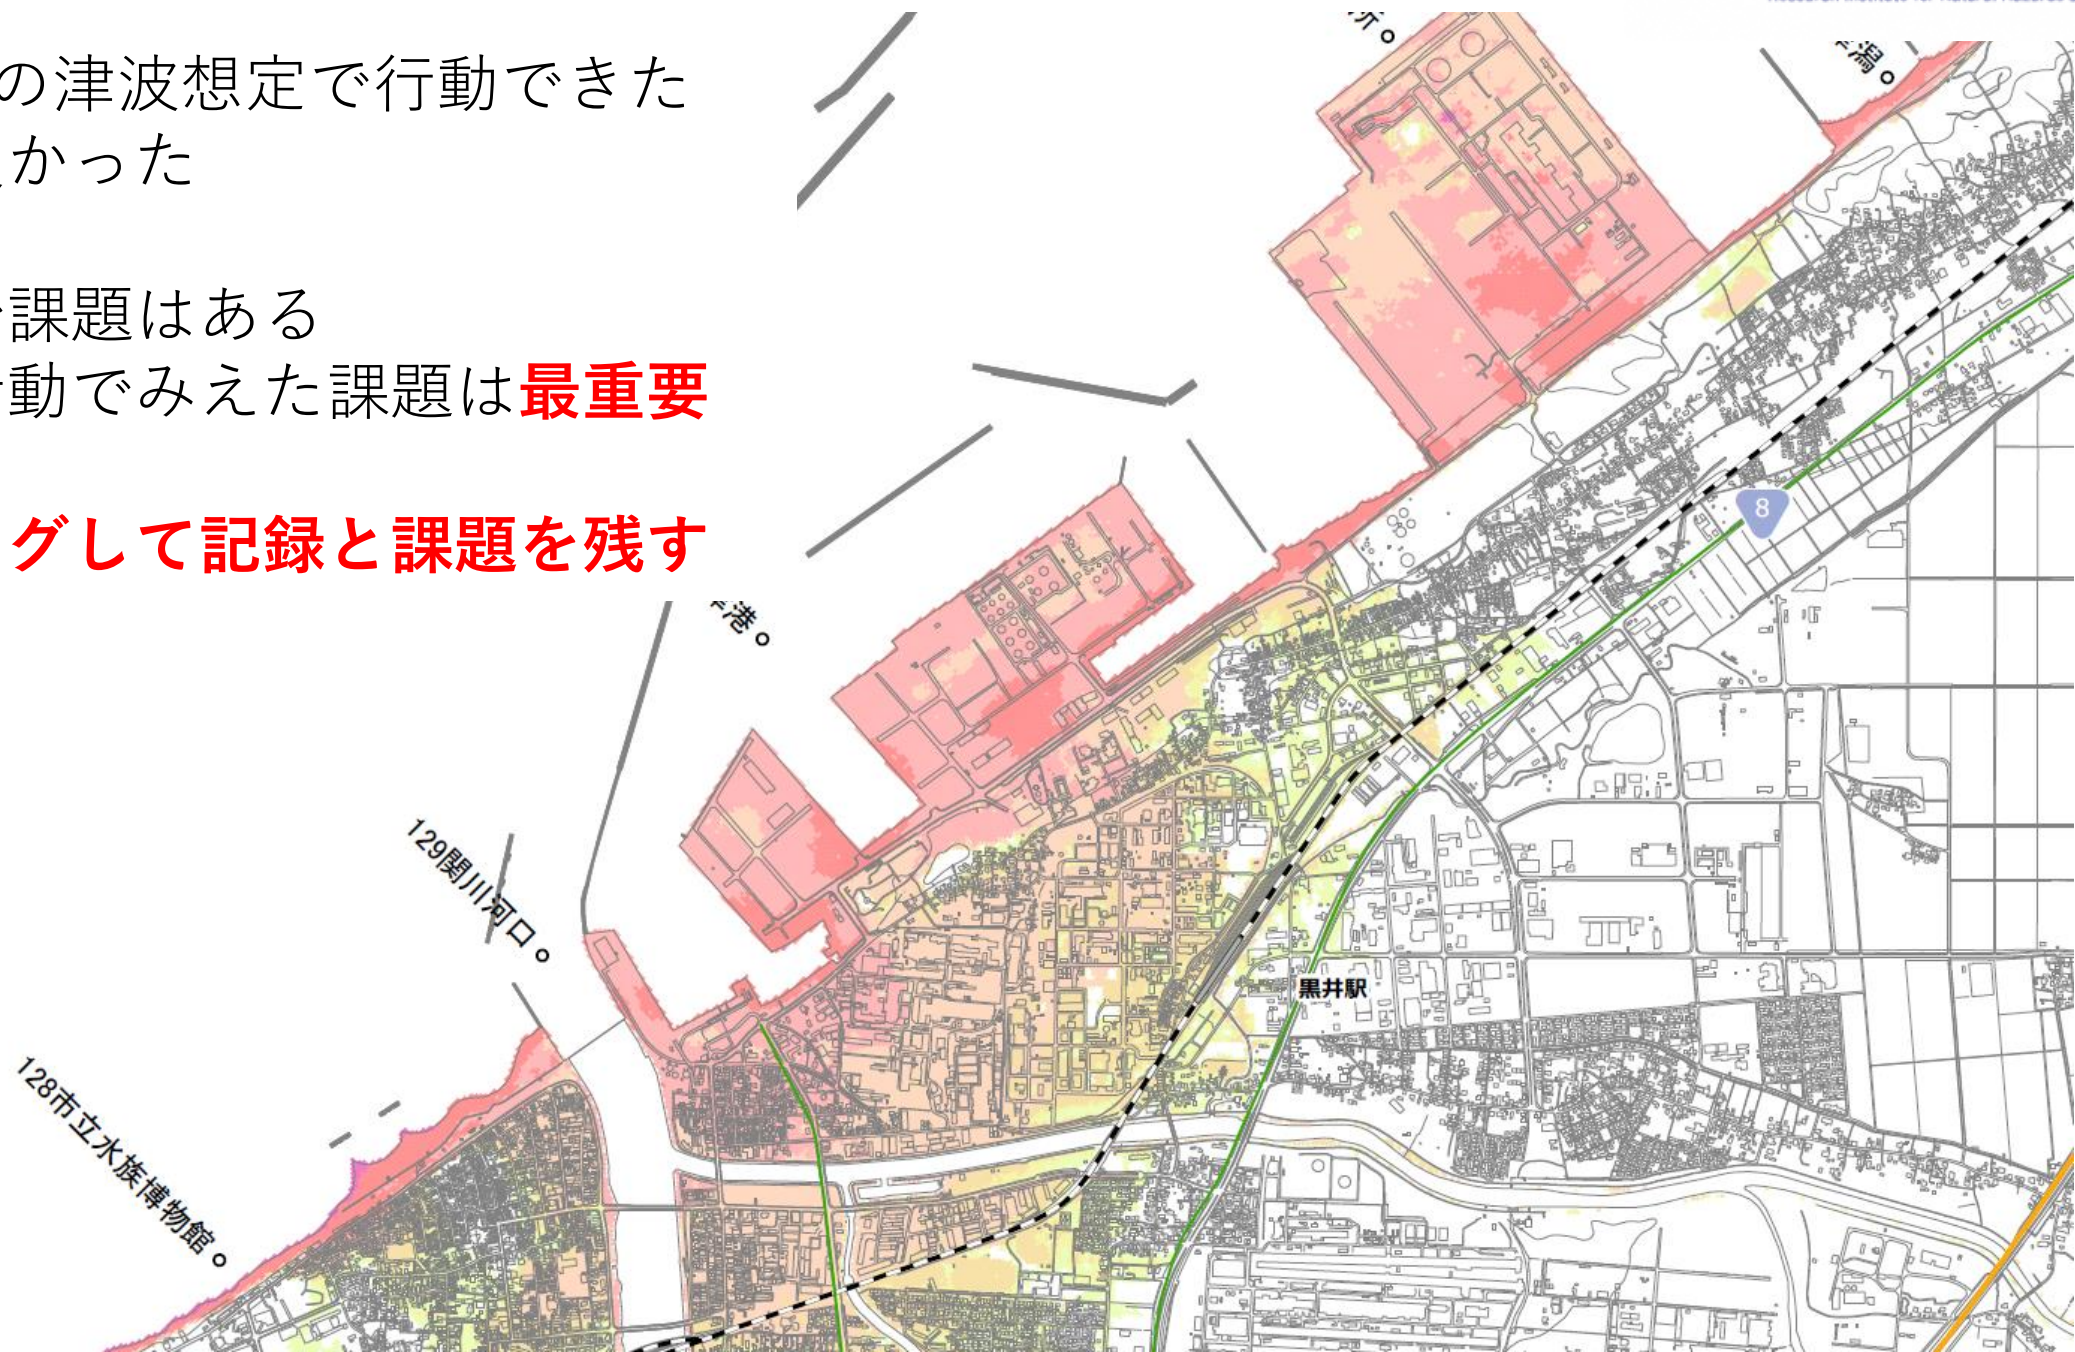 の津波想定で行動できた
かった
課題はある
動でみえた課題は最重要
グして記録と課題を残す
所
潟
8
港
129関川河口
黒井駅
128市立水族博物館